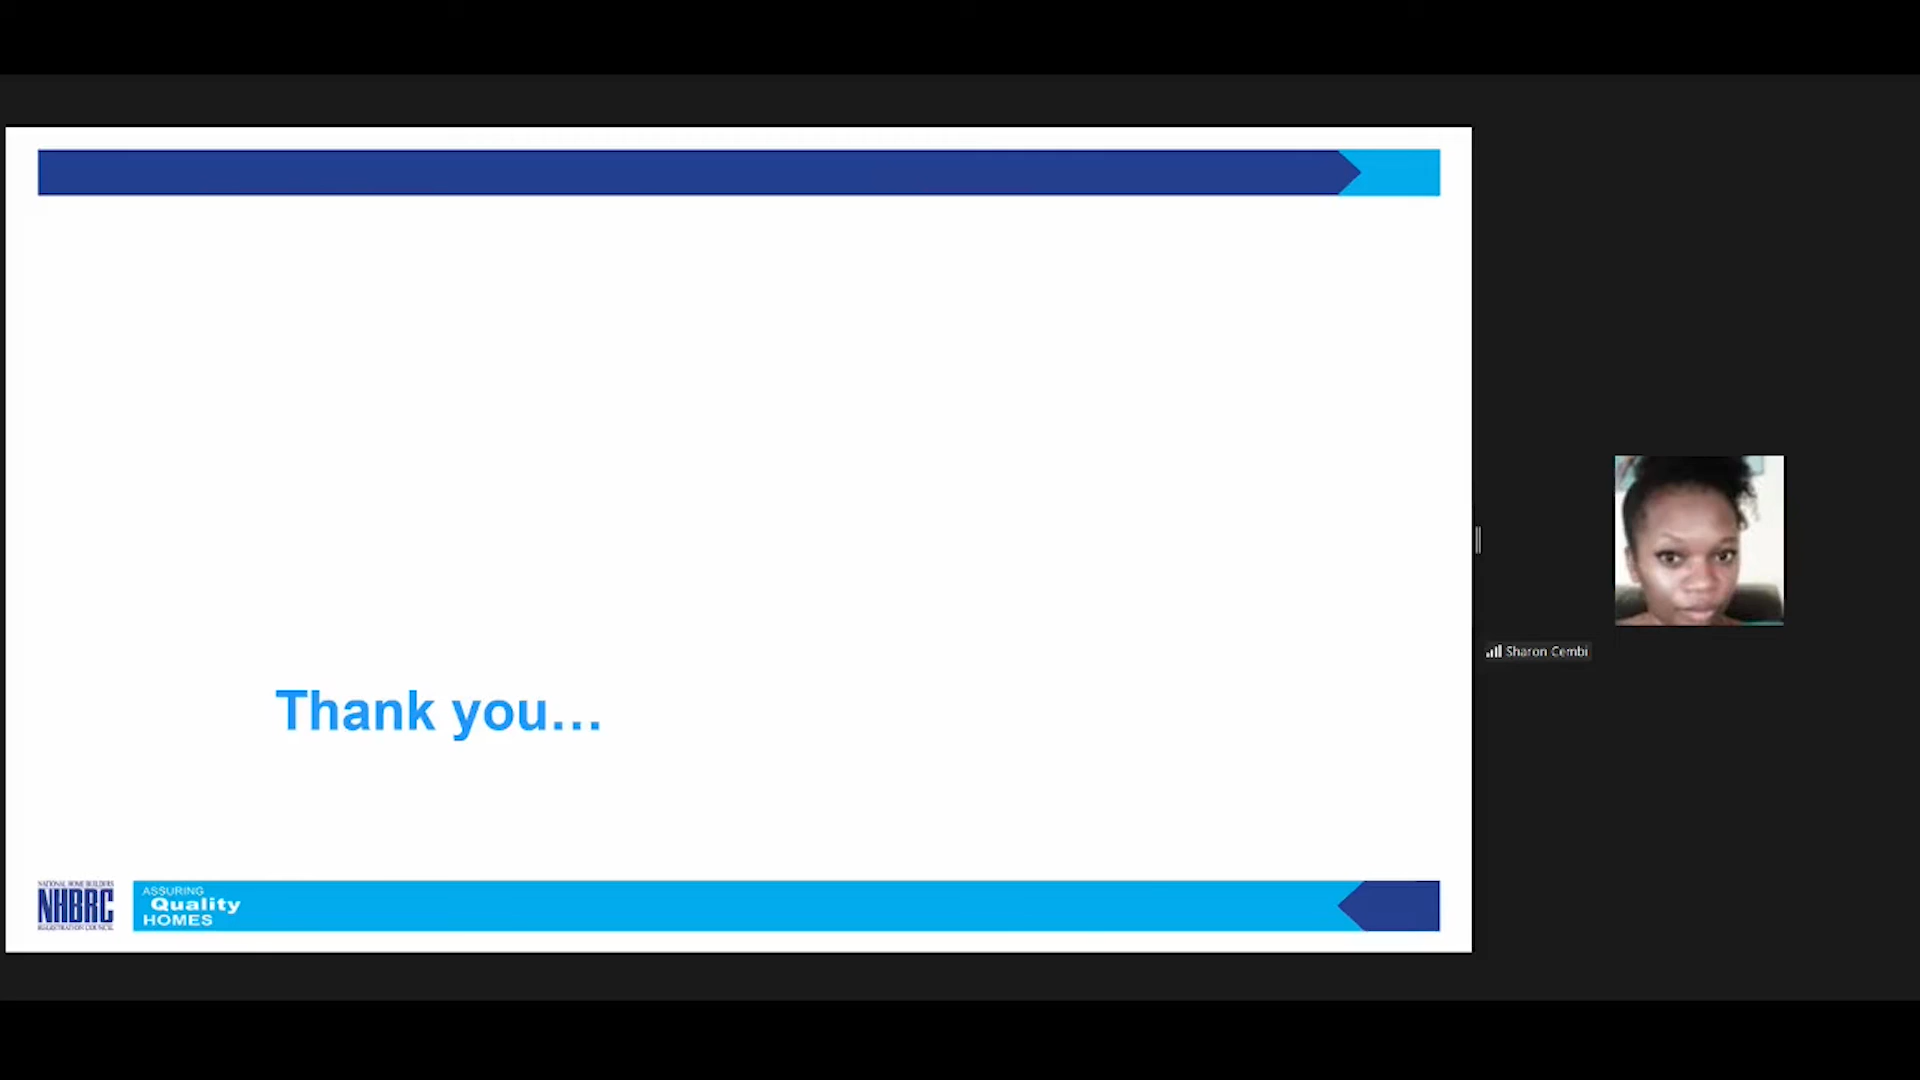 Sharon Cembi
Thank you...
NATIONAL HOME BUILDERS
NHBRC
REGISTRATION COUNCIL
ASSURING
Quality
HOMES